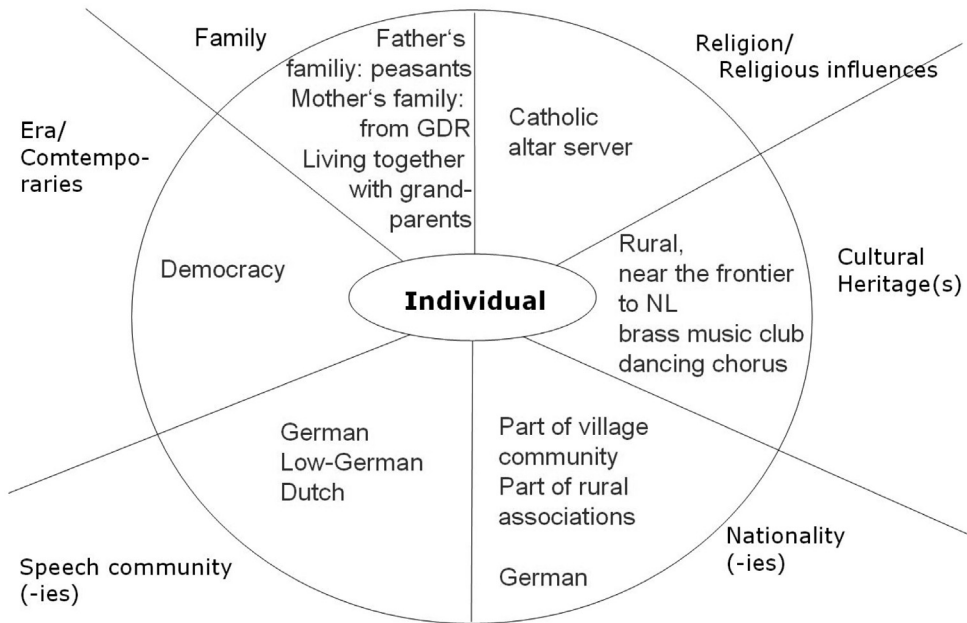 Family
Father's
familiy: peasants
Mother's family:
from GDR
Living together
with grand-
parents
Religion/
Religious influences
Catholic
altar server
Era/
Comtempo-
raries
Democracy
Individual
Rural,
near the frontier
to NL
brass music club
dancing chorus
Cultural
Heritage(s)
German
Low-German
Dutch
Speech community
(-ies)
Part of village
community
Part of rural
associations
German
Nationality
(-ies)